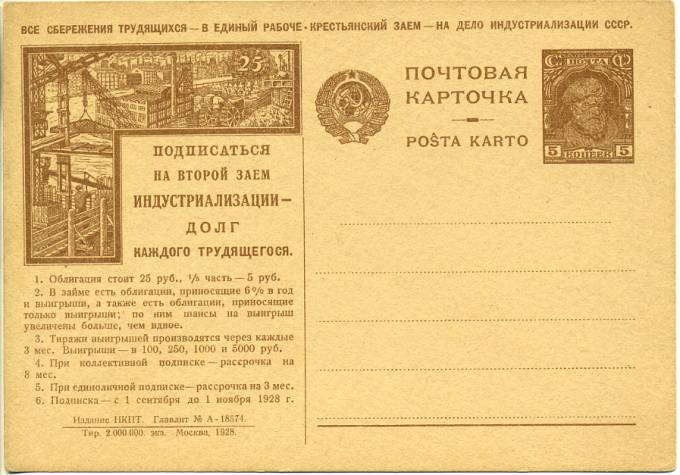 ВСЕ СБЕРЕЖЕНИЯ ТРУДЯЩИХСЯ — В ЕДИНЫЙ РАБОЧЕ-КРЕСТЬЯНСКИЙ ЗАЕМ — НА ДЕЛО ИНДУСТРИАЛИЗАЦИИ СССР.
25
ПОДПИСАТЬСЯ
НА ВТОРОЙ ЗАЕМ
ИНДУСТРИАЛИЗАЦИИ —
ДОЛГ
КАЖДОГО ТРУДЯЩЕГОСЯ.
1. Облигация стоит 25 руб., 1/5 часть — 5 руб.
2. В займе есть облигации, приносящие 6% в год
и выигрыши, а также есть облигации, приносящие
только выигрыши; по ним шансы на выигрыш
увеличены больше, чем вдвое.
3. Тиражи выигрышей производятся через каждые
3 мес. Выигрыши — в 100, 250, 1000 и 5000 руб.
4. При коллективной подписке — рассрочка на
8 мес.
5. При единоличной подписке — рассрочка на 3 мес.
6. Подписка — с 1 сентября до 1 ноября 1928 г.
Издание НКПТ. Главлит № А-18574.
Тир. 2.000.000. экз. Москва, 1928.
ПОЧТОВАЯ
КАРТОЧКА
POŜTA KARTO
ПОЧТА
5 КОПЕЕК 5